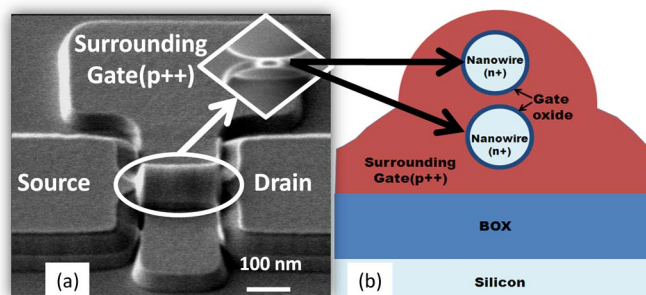 Surrounding
Gate(p++)
Source
Drain
100 nm
(a)
Nanowire
(n+)
Gate
oxide
Nanowire
(n+)
Surrounding
Gate(p++)
BOX
(b)
Silicon